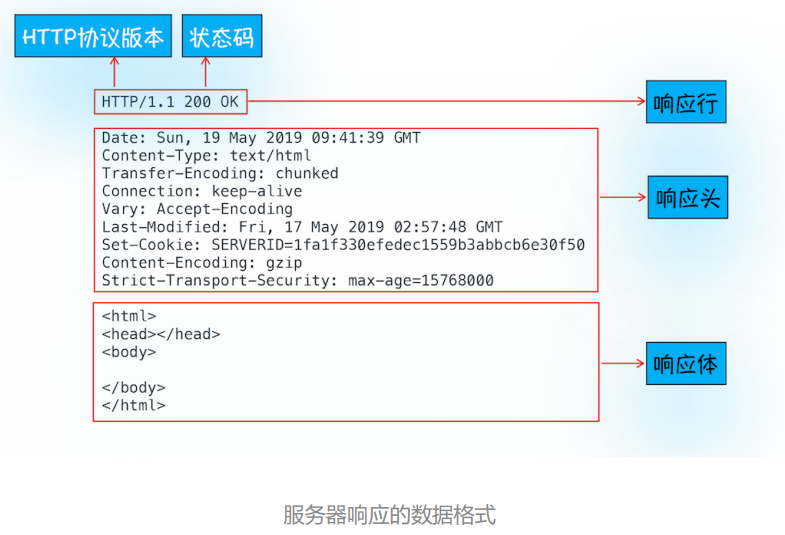 HTTP协议版本
状态码
HTTP/1.1 200 OK
响应行
Date: Sun, 19 May 2019 09:41:39 GMT
Content-Type: text/html
Transfer-Encoding: chunked
Connection: keep-alive
Vary: Accept-Encoding
Last-Modified: Fri, 17 May 2019 02:57:48 GMT
Set-Cookie: SERVERID=1fa1f330efedec1559b3abbcb6e30f50
Content-Encoding: gzip
Strict-Transport-Security: max-age=15768000
响应头
<html>
<head></head>
<body>
</body>
</html>
响应体
服务器响应的数据格式